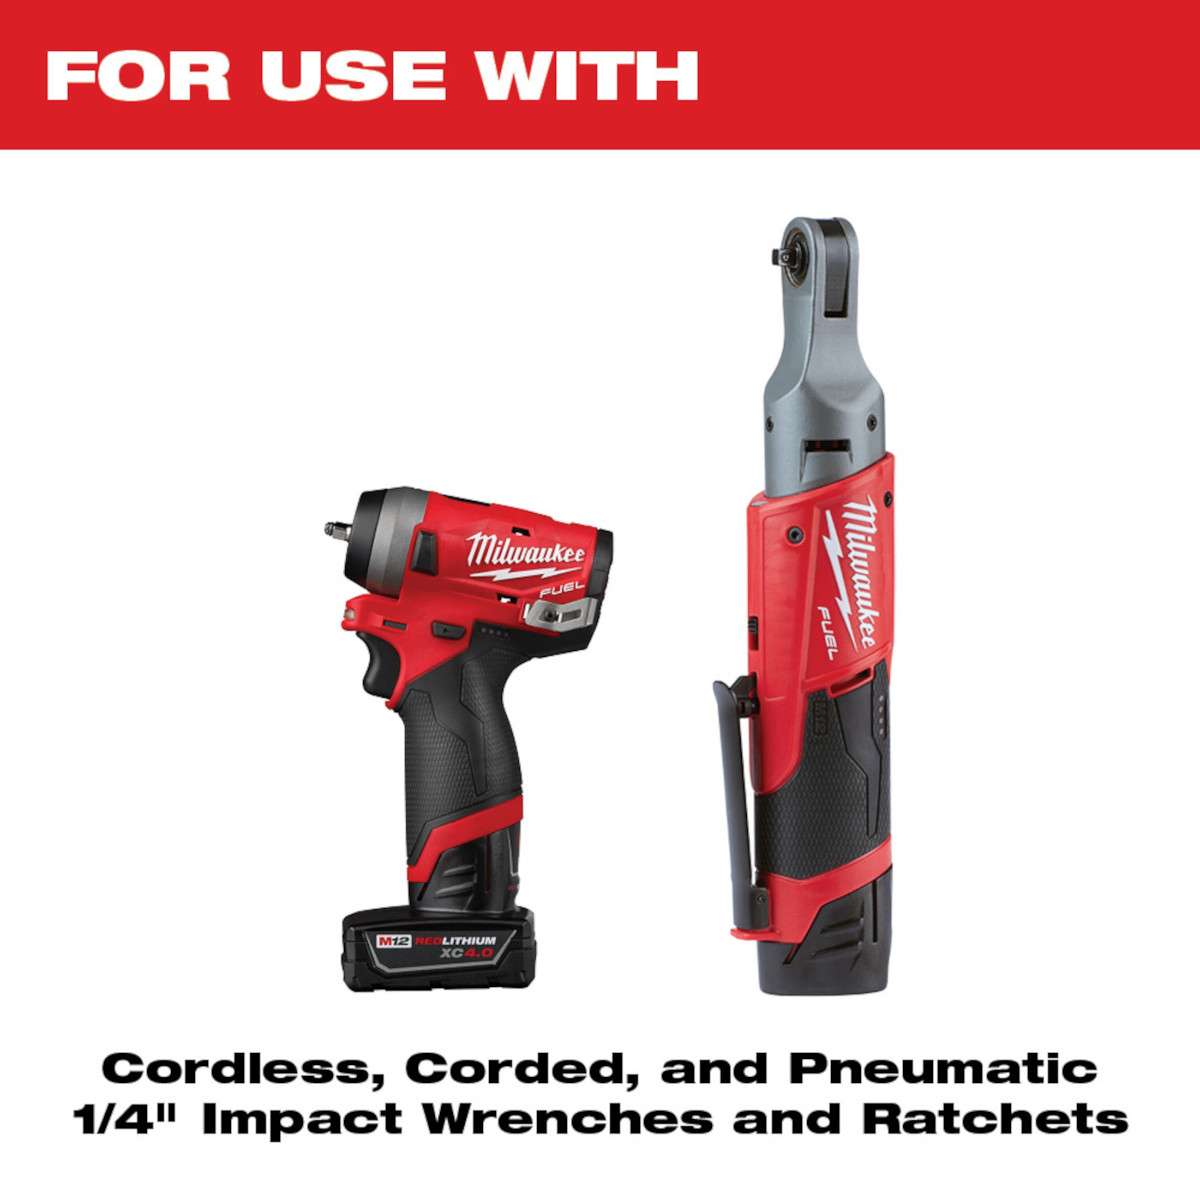 FOR USE WITH
Milwaukee
FUEL
M12 REDLITHIUM
XC4.0
Milwaukee
FUEL
M12
Cordless, Corded, and Pneumatic
1/4" Impact Wrenches and Ratchets